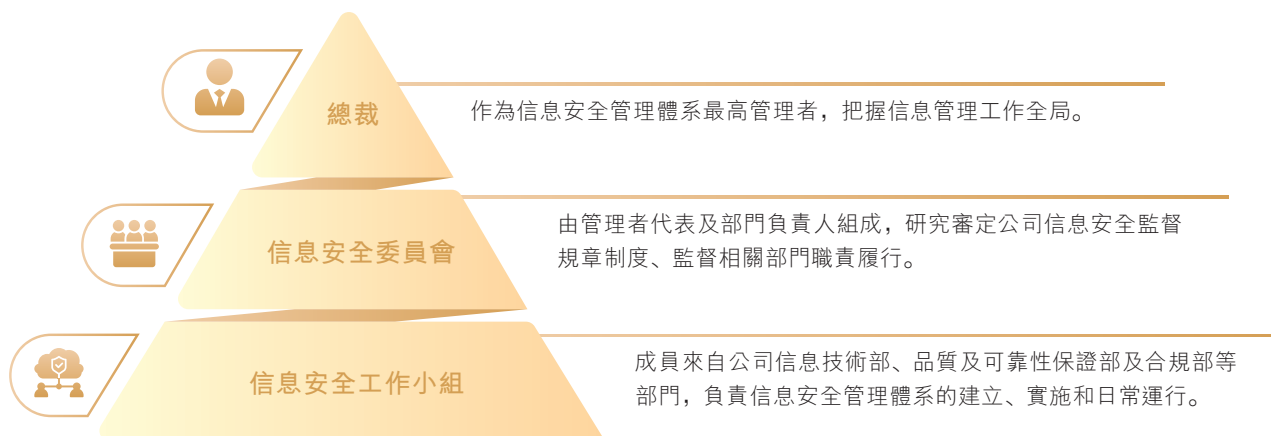 總裁
作為信息安全管理體系最高管理者，把握信息管理工作全局。
信息安全委員會
由管理者代表及部門負責人組成，研究審定公司信息安全監督
規章制度、監督相關部門職責履行。
信息安全工作小組
成員來自公司信息技術部、品質及可靠性保證部及合規部等
部門，負責信息安全管理體系的建立、實施和日常運行。